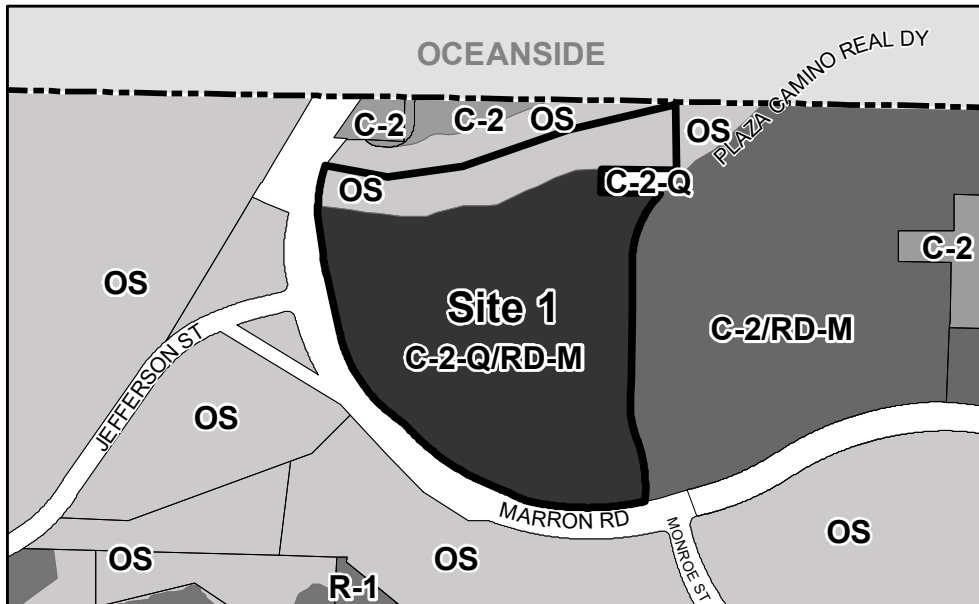 OCEANSIDE
PLAZA CAMINO REAL DY
C-2
C-2
OS
OS
OS
C-2-Q
C-2
OS
Site 1
C-2-Q/RD-M
C-2/RD-M
JEFFERSON ST
OS
MARRON RD
MONROE ST
OS
OS
OS
R-1